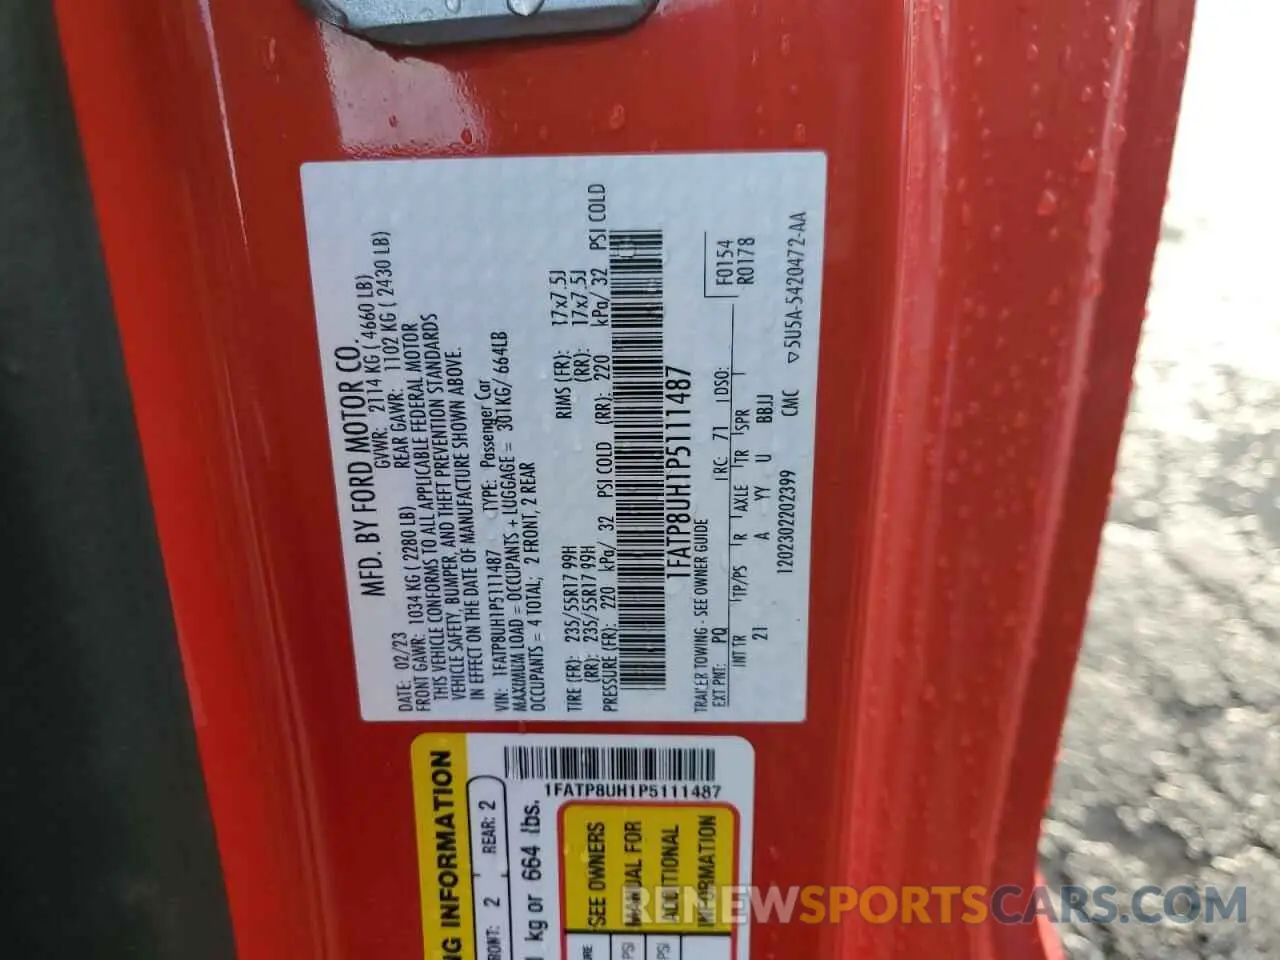 MFD. BY FORD MOTOR CO.
DATE: 02/23 GVWR: 2114 KG ( 4660 LB)
FRONT GAWR: 1034 KG ( 2280 LB) REAR GAWR: 1102 KG ( 2430 LB)
THIS VEHICLE CONFORMS TO ALL APPLICABLE FEDERAL MOTOR
VEHICLE SAFETY, BUMPER, AND THEFT PREVENTION STANDARDS
IN EFFECT ON THE DATE OF MANUFACTURE SHOWN ABOVE.
VIN: 1FATP8UH1P5111487 TYPE: Passenger Car
MAXIMUM LOAD = OCCUPANTS + LUGGAGE = 301KG/ 664LB
OCCUPANTS = 4 TOTAL; 2 FRONT, 2 REAR
TIRE (FR): 235/55R17 99H RIMS (FR): 17x7.5J
(RR): 235/55R17 99H (RR): 17x7.5J
PRESSURE (FR): 220 kPa/ 32 PSI COLD (RR): 220 kPa/ 32 PSI COLD
1FATP8UH1P5111487
TRAILER TOWING - SEE OWNER GUIDE
F0154
R0178
EXT PNT: PQ RC: 71 DSO:
INT TR TP/PS R AXLE TR SPR
21 A YY U BBJJ
1202302202399 CMC
▽5U5A-5420472-AA
NG INFORMATION
RONT: 2 REAR: 2
kg or 664 lbs.
1FATP8UH1P5111487
SEE OWNERS
MANUAL FOR
ADDITIONAL
INFORMATION
PSI
PSI
RENEWSPORTSCARS.COM